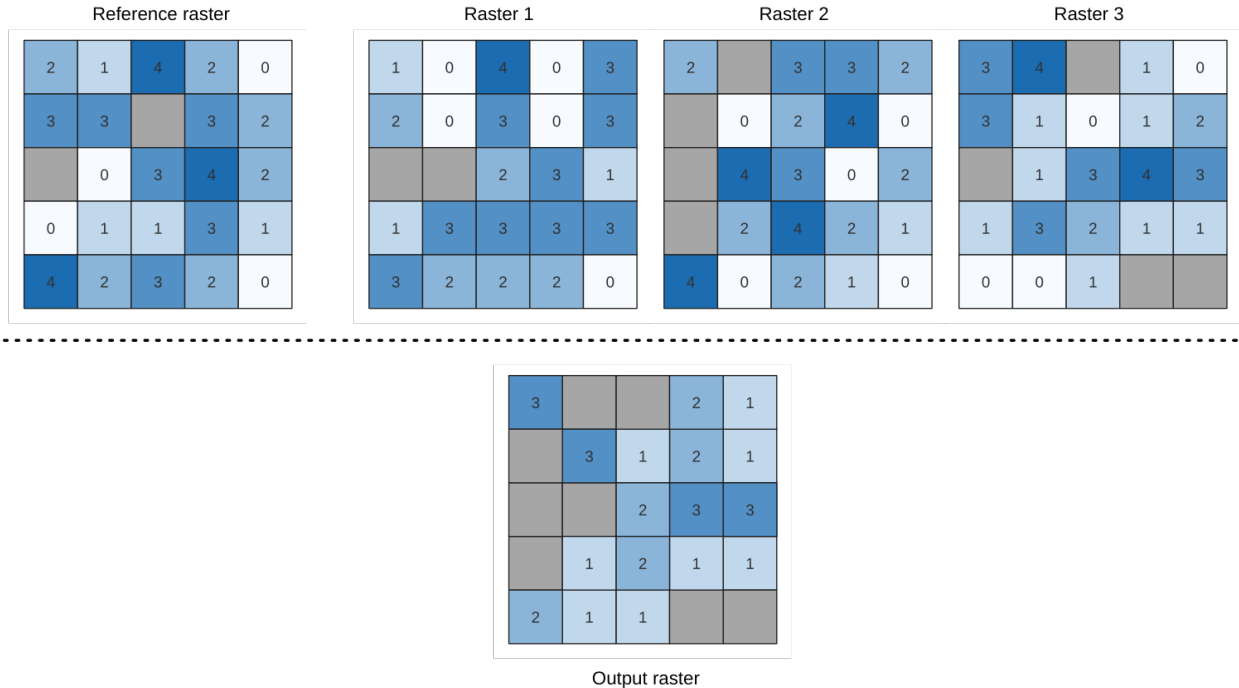 Reference raster Raster 1 Raster 2 Raster 3
2 1 4 2 0 1 0 4 0 3 2 3 3 2 3 4 1 0
3 3 3 2 2 0 3 0 3 0 2 4 0 3 1 0 1 2
0 3 4 2 2 3 1 4 3 0 2 1 3 4 3
0 1 1 3 1 1 3 3 3 3 2 4 2 1 1 3 2 1 1
4 2 3 2 0 3 2 2 2 0 4 0 2 1 0 0 0 1
3 2 1
3 1 2 1
2 3 3
1 2 1 1
2 1 1
Output raster